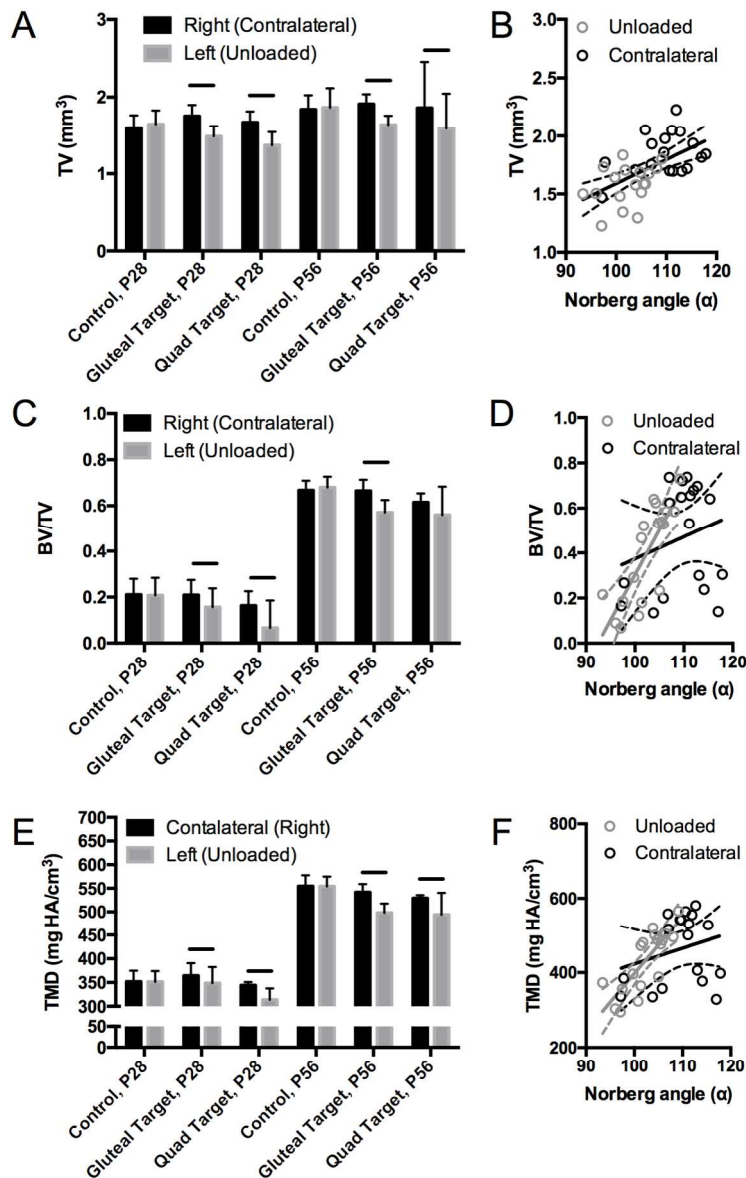 A
Right (Contralateral)
Left (Unloaded)
TV (mm³)
3
2
1
0
Control, P28
Gluteal Target, P28
Quad Target, P28
Control, P56
Gluteal Target, P56
Quad Target, P56
B
Unloaded
Contralateral
TV (mm³)
3.0
2.5
2.0
1.5
1.0
90 100 110 120
Norberg angle (α)
C
Right (Contralateral)
Left (Unloaded)
BV/TV
1.0
0.8
0.6
0.4
0.2
0.0
Control, P28
Gluteal Target, P28
Quad Target, P28
Control, P56
Gluteal Target, P56
Quad Target, P56
D
Unloaded
Contralateral
BV/TV
1.0
0.8
0.6
0.4
0.2
0.0
90 100 110 120
Norberg angle (α)
E
Contalateral (Right)
Left (Unloaded)
TMD (mg HA/cm³)
700
650
600
550
500
450
400
350
300
50
0
Control, P28
Gluteal Target, P28
Quad Target, P28
Control, P56
Gluteal Target, P56
Quad Target, P56
F
Unloaded
Contralateral
TMD (mg HA/cm³)
800
600
400
200
90 100 110 120
Norberg angle (α)